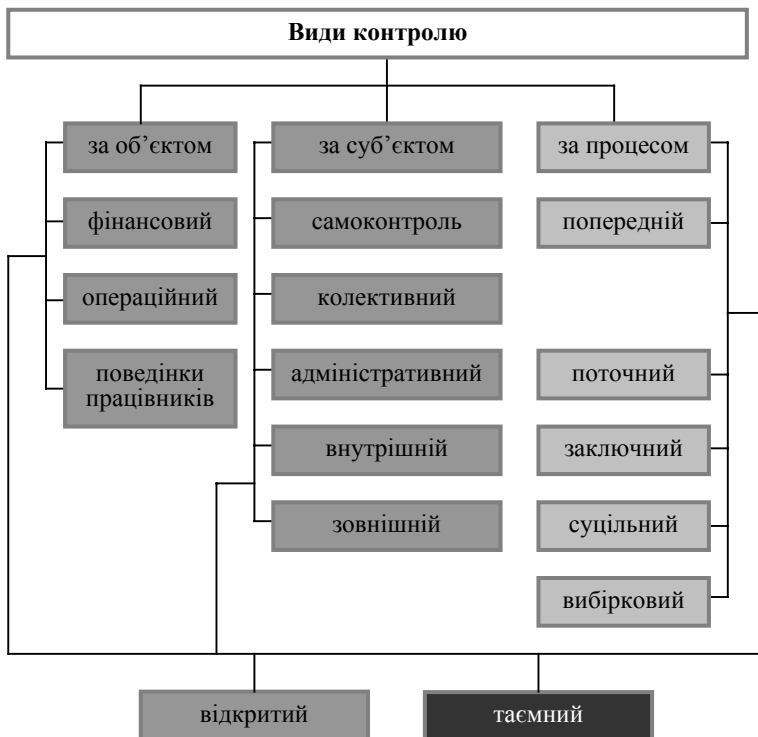 Види контролю
за об’єктом
за суб’єктом
за процесом
фінансовий
самоконтроль
попередній
операційний
колективний
поведінки
працівників
адміністративний
поточний
внутрішній
заключний
зовнішній
суцільний
вибірковий
відкритий
таємний